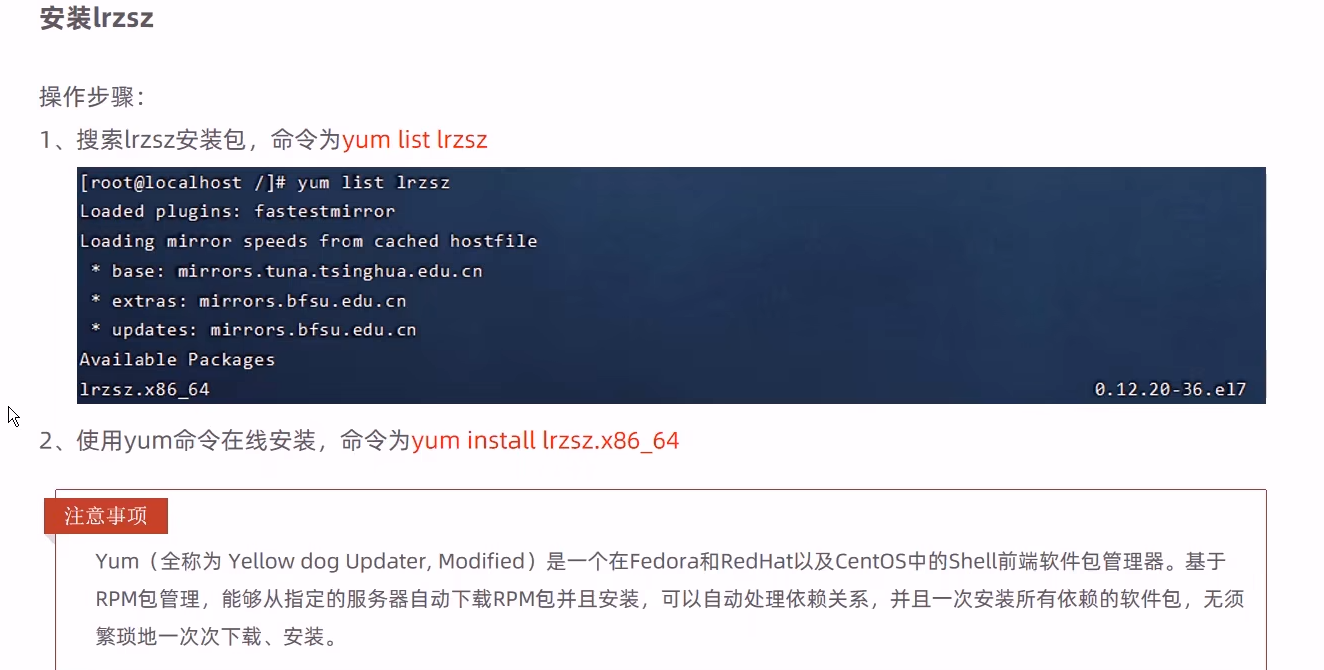 安装lrzsz
操作步骤：
1、搜索lrzsz安装包，命令为yum list lrzsz
[root@localhost /]# yum list lrzsz
Loaded plugins: fastestmirror
Loading mirror speeds from cached hostfile
 * base: mirrors.tuna.tsinghua.edu.cn
 * extras: mirrors.bfsu.edu.cn
 * updates: mirrors.bfsu.edu.cn
Available Packages
lrzsz.x86_64 0.12.20-36.el7
2、使用yum命令在线安装，命令为yum install lrzsz.x86_64
注意事项
Yum（全称为 Yellow dog Updater, Modified）是一个在Fedora和RedHat以及CentOS中的Shell前端软件包管理器。基于
RPM包管理，能够从指定的服务器自动下载RPM包并且安装，可以自动处理依赖关系，并且一次安装所有依赖的软件包，无须
繁琐地一次次下载、安装。